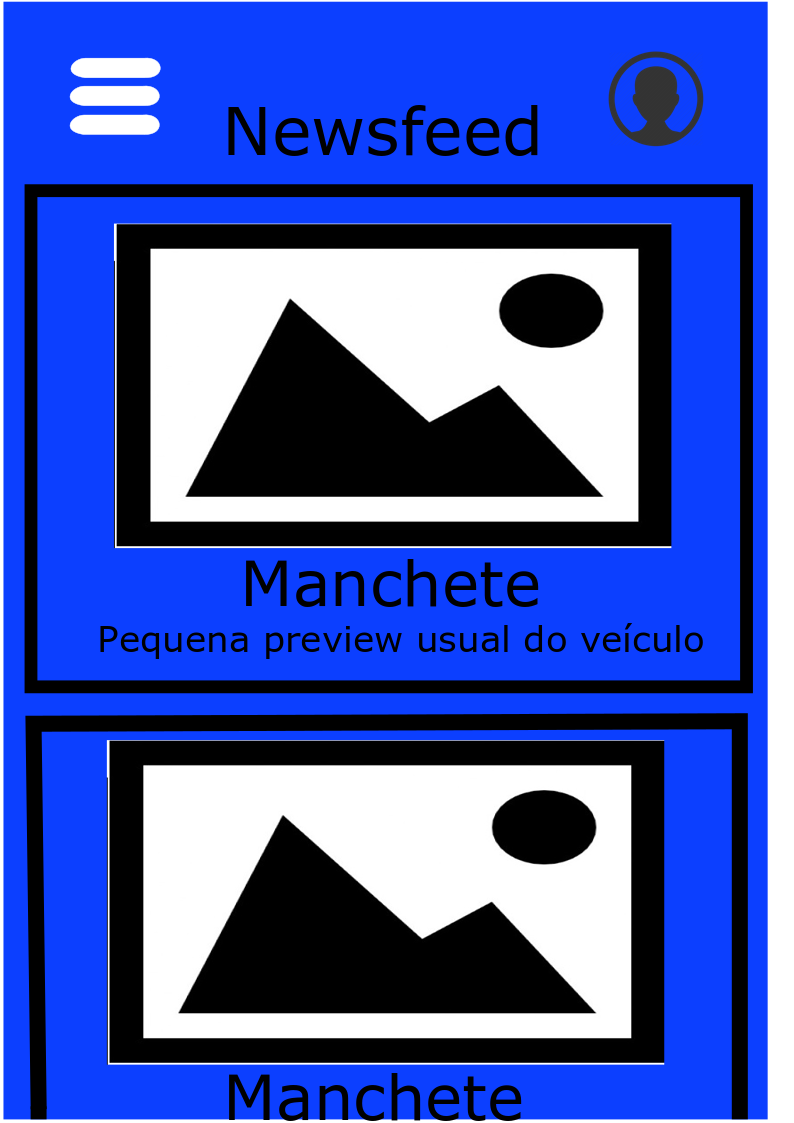 Newsfeed
Manchete
Pequena preview usual do veículo
Manchete